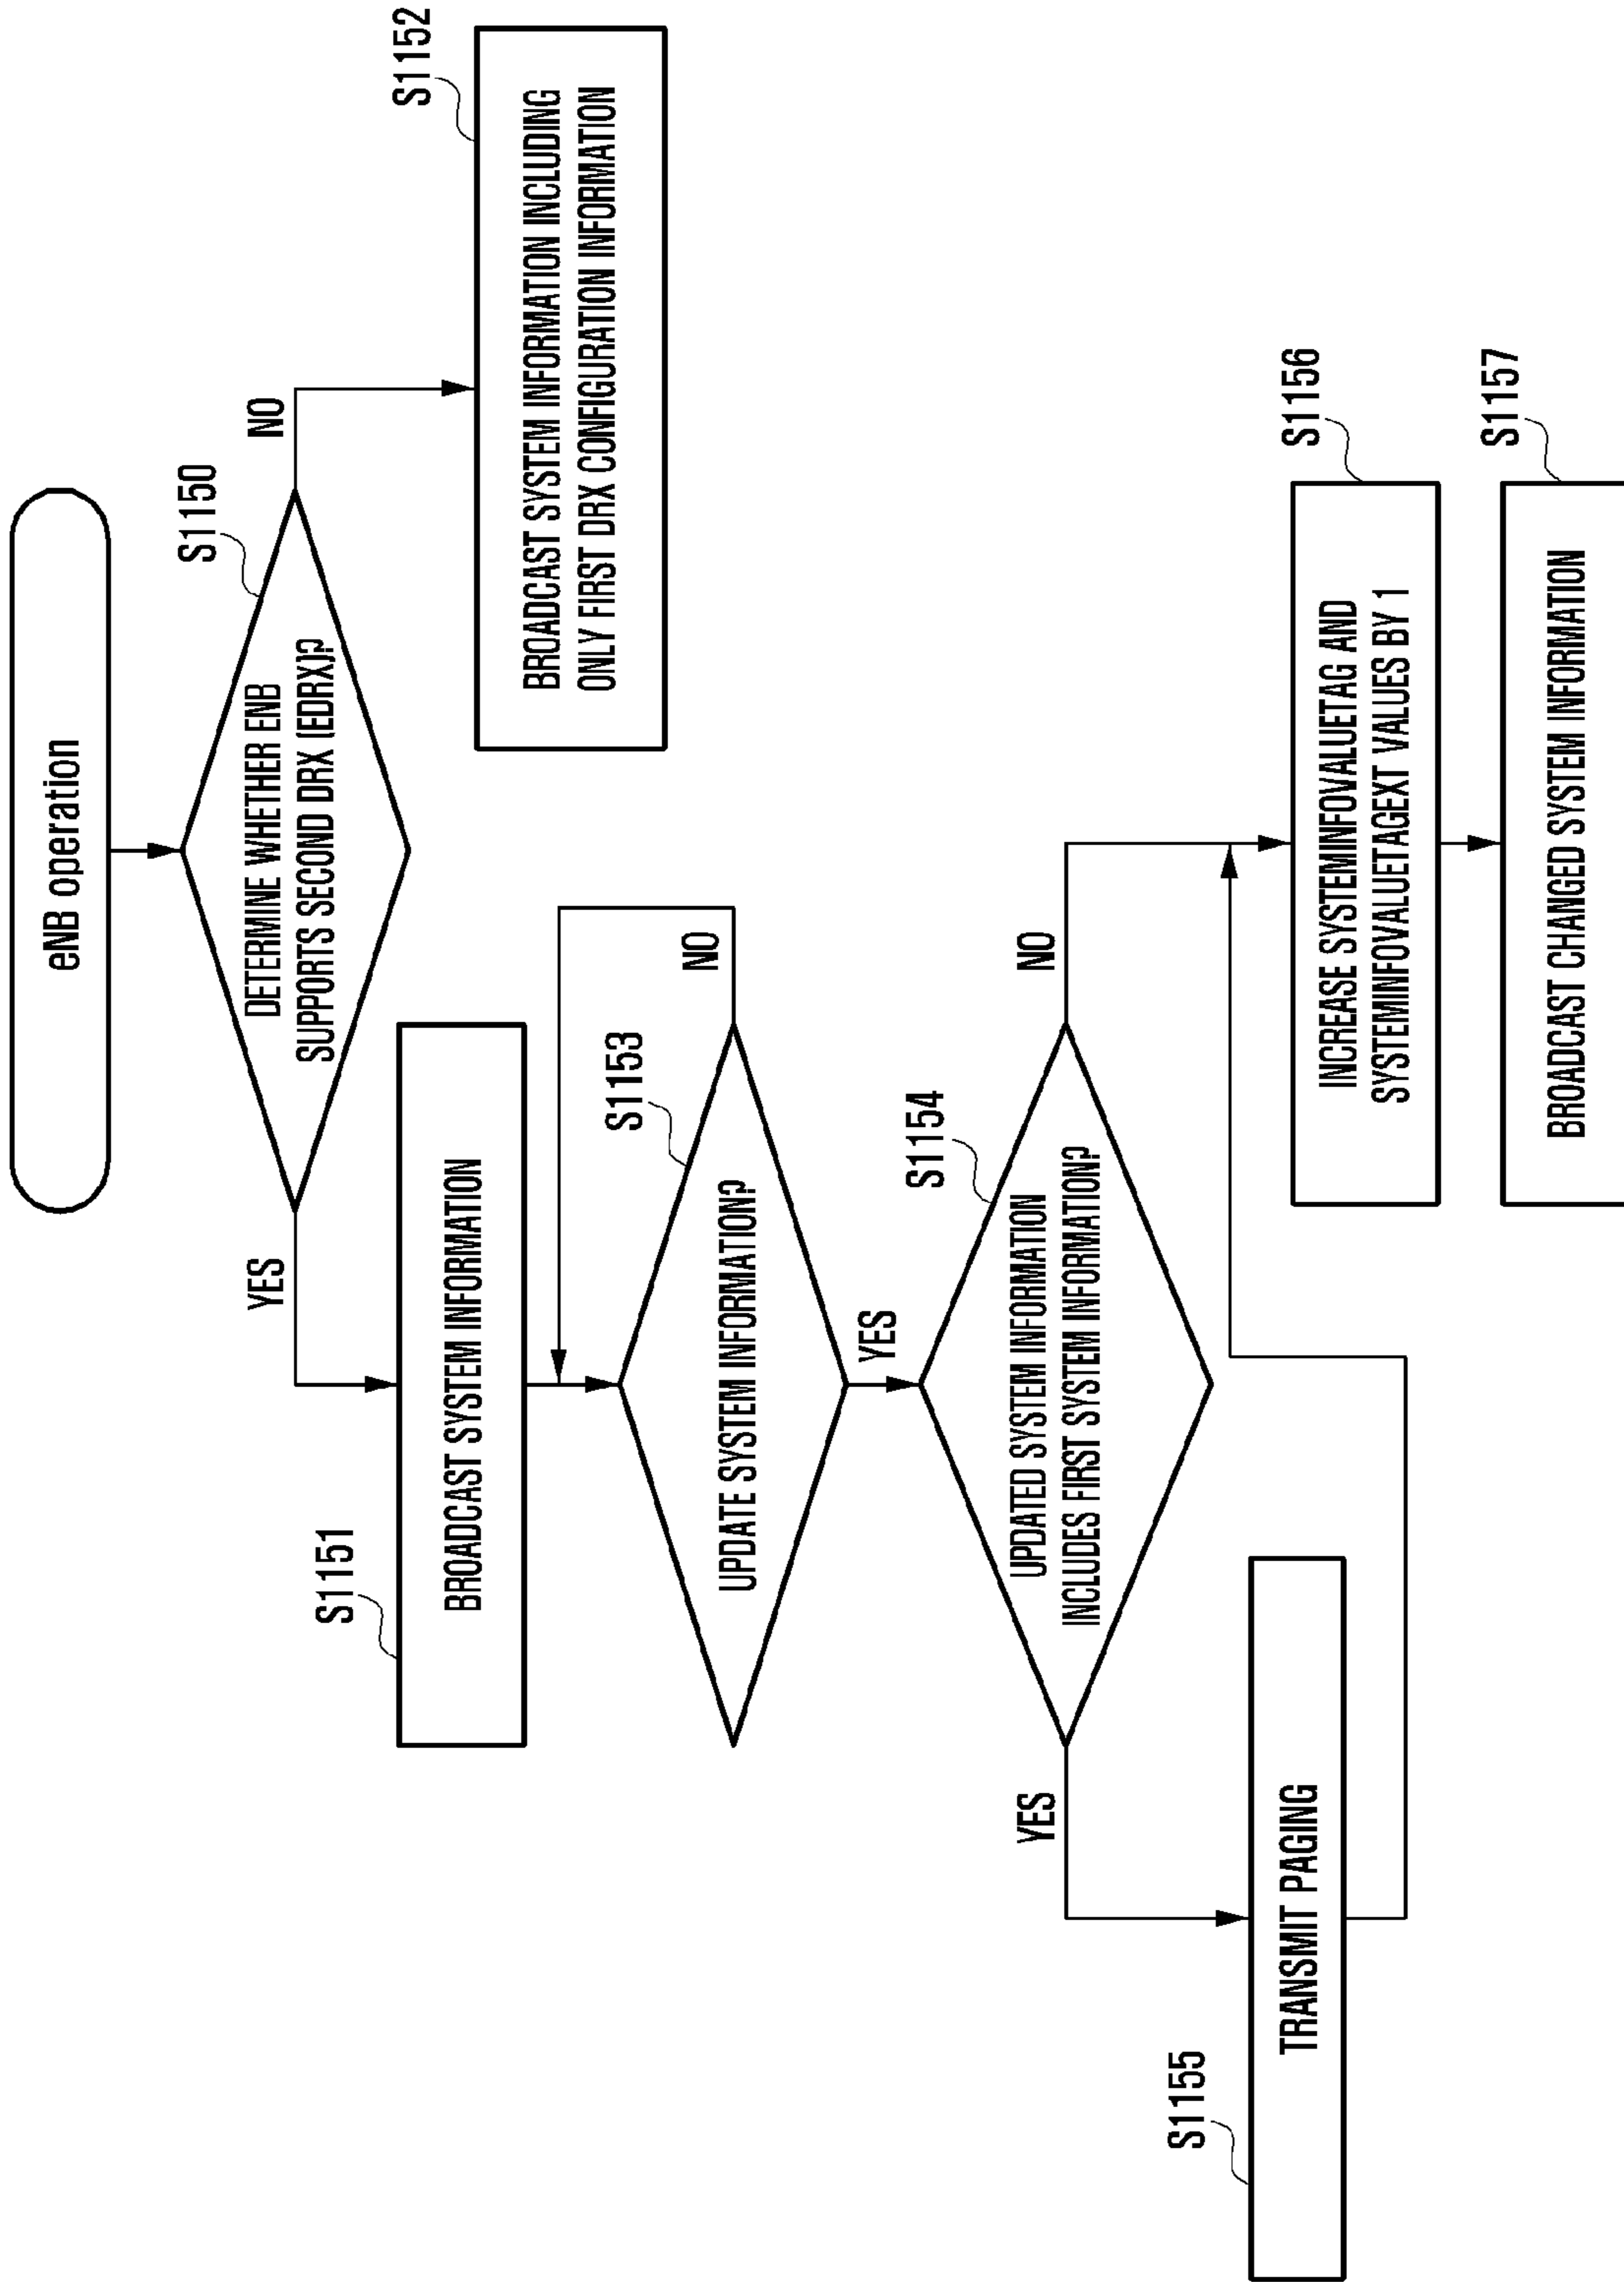 eNB operation
S1150
DETERMINE WHETHER ENB
SUPPORTS SECOND DRX (EDRX)?
YES
NO
S1151
BROADCAST SYSTEM INFORMATION
S1152
BROADCAST SYSTEM INFORMATION INCLUDING
ONLY FIRST DRX CONFIGURATION INFORMATION
S1153
UPDATE SYSTEM INFORMATION?
NO
YES
S1154
UPDATED SYSTEM INFORMATION
INCLUDES FIRST SYSTEM INFORMATION?
YES
NO
S1155
TRANSMIT PAGING
S1156
INCREASE SYSTEMINFOVALUETAG AND
SYSTEMINFOVALUETAGEXT VALUES BY 1
S1157
BROADCAST CHANGED SYSTEM INFORMATION